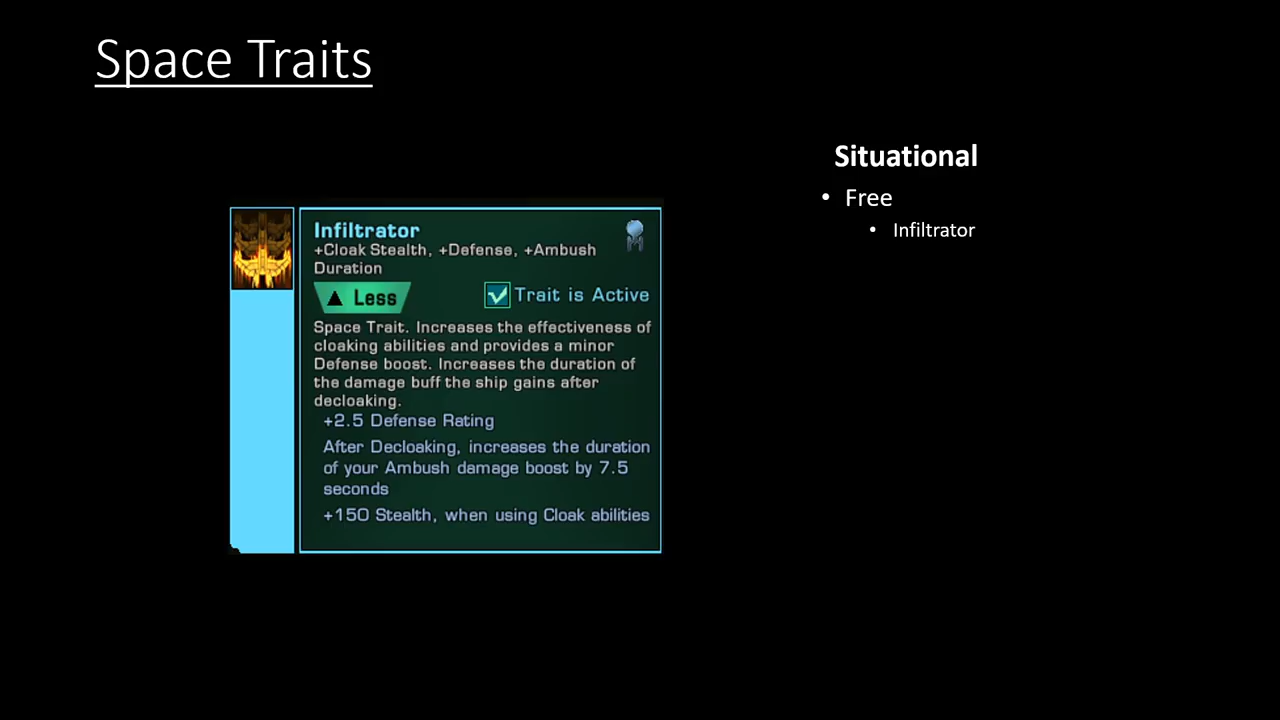 Space Traits
Situational
• Free
• Infiltrator
Infiltrator
+Cloak Stealth, +Defense, +Ambush
Duration
▲ Less
Trait is Active
Space Trait. Increases the effectiveness of
cloaking abilities and provides a minor
Defense boost. Increases the duration of
the damage buff the ship gains after
decloaking.
+2.5 Defense Rating
After Decloaking, increases the duration
of your Ambush damage boost by 7.5
seconds
+150 Stealth, when using Cloak abilities